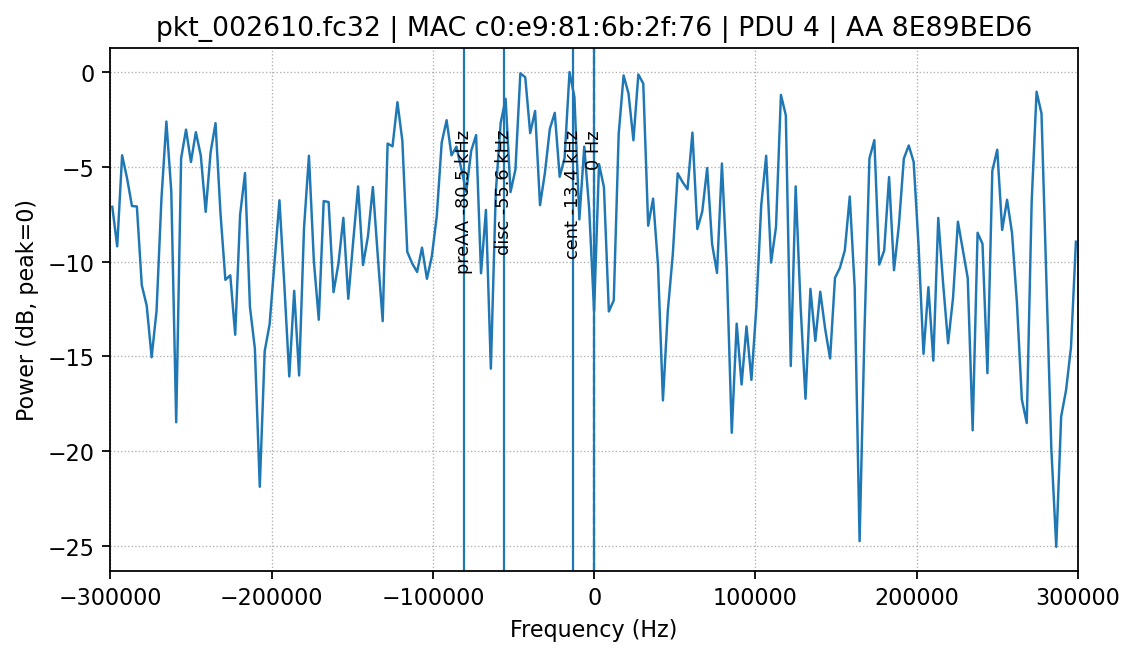 pkt_002610.fc32 | MAC c0:e9:81:6b:2f:76 | PDU 4 | AA 8E89BED6
Power (dB, peak=0)
0
−5
−10
−15
−20
−25
preAA -80.5 kHz
disc -55.6 kHz
cent -13.4 kHz
0 Hz
−300000
−200000
−100000
0
100000
200000
300000
Frequency (Hz)